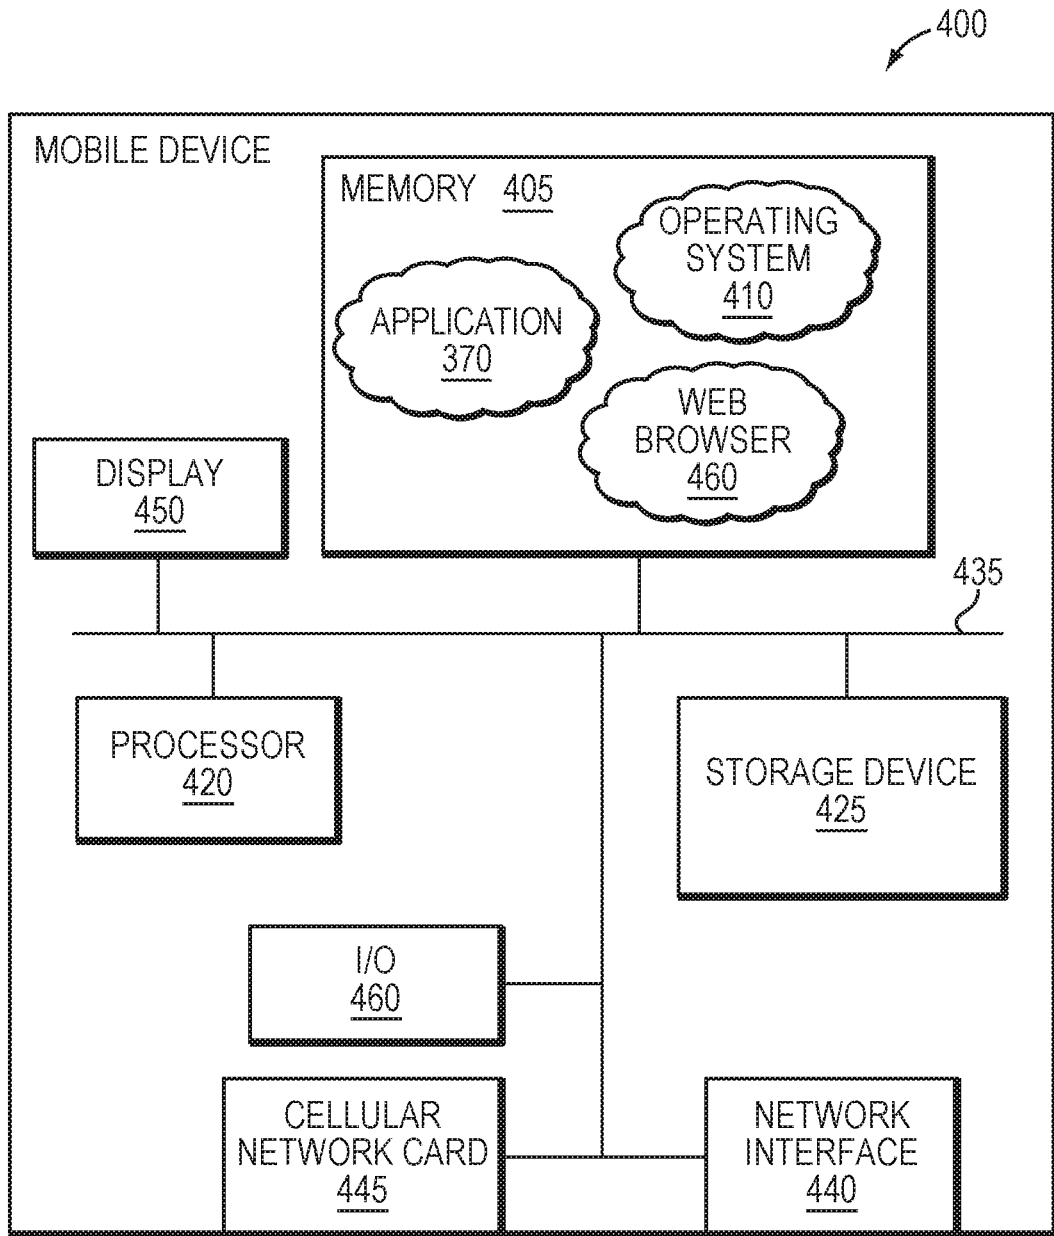 400
MOBILE DEVICE
MEMORY 405
OPERATING
SYSTEM
410
APPLICATION
370
WEB
BROWSER
460
DISPLAY
450
435
PROCESSOR
420
STORAGE DEVICE
425
I/O
460
CELLULAR
NETWORK CARD
445
NETWORK
INTERFACE
440